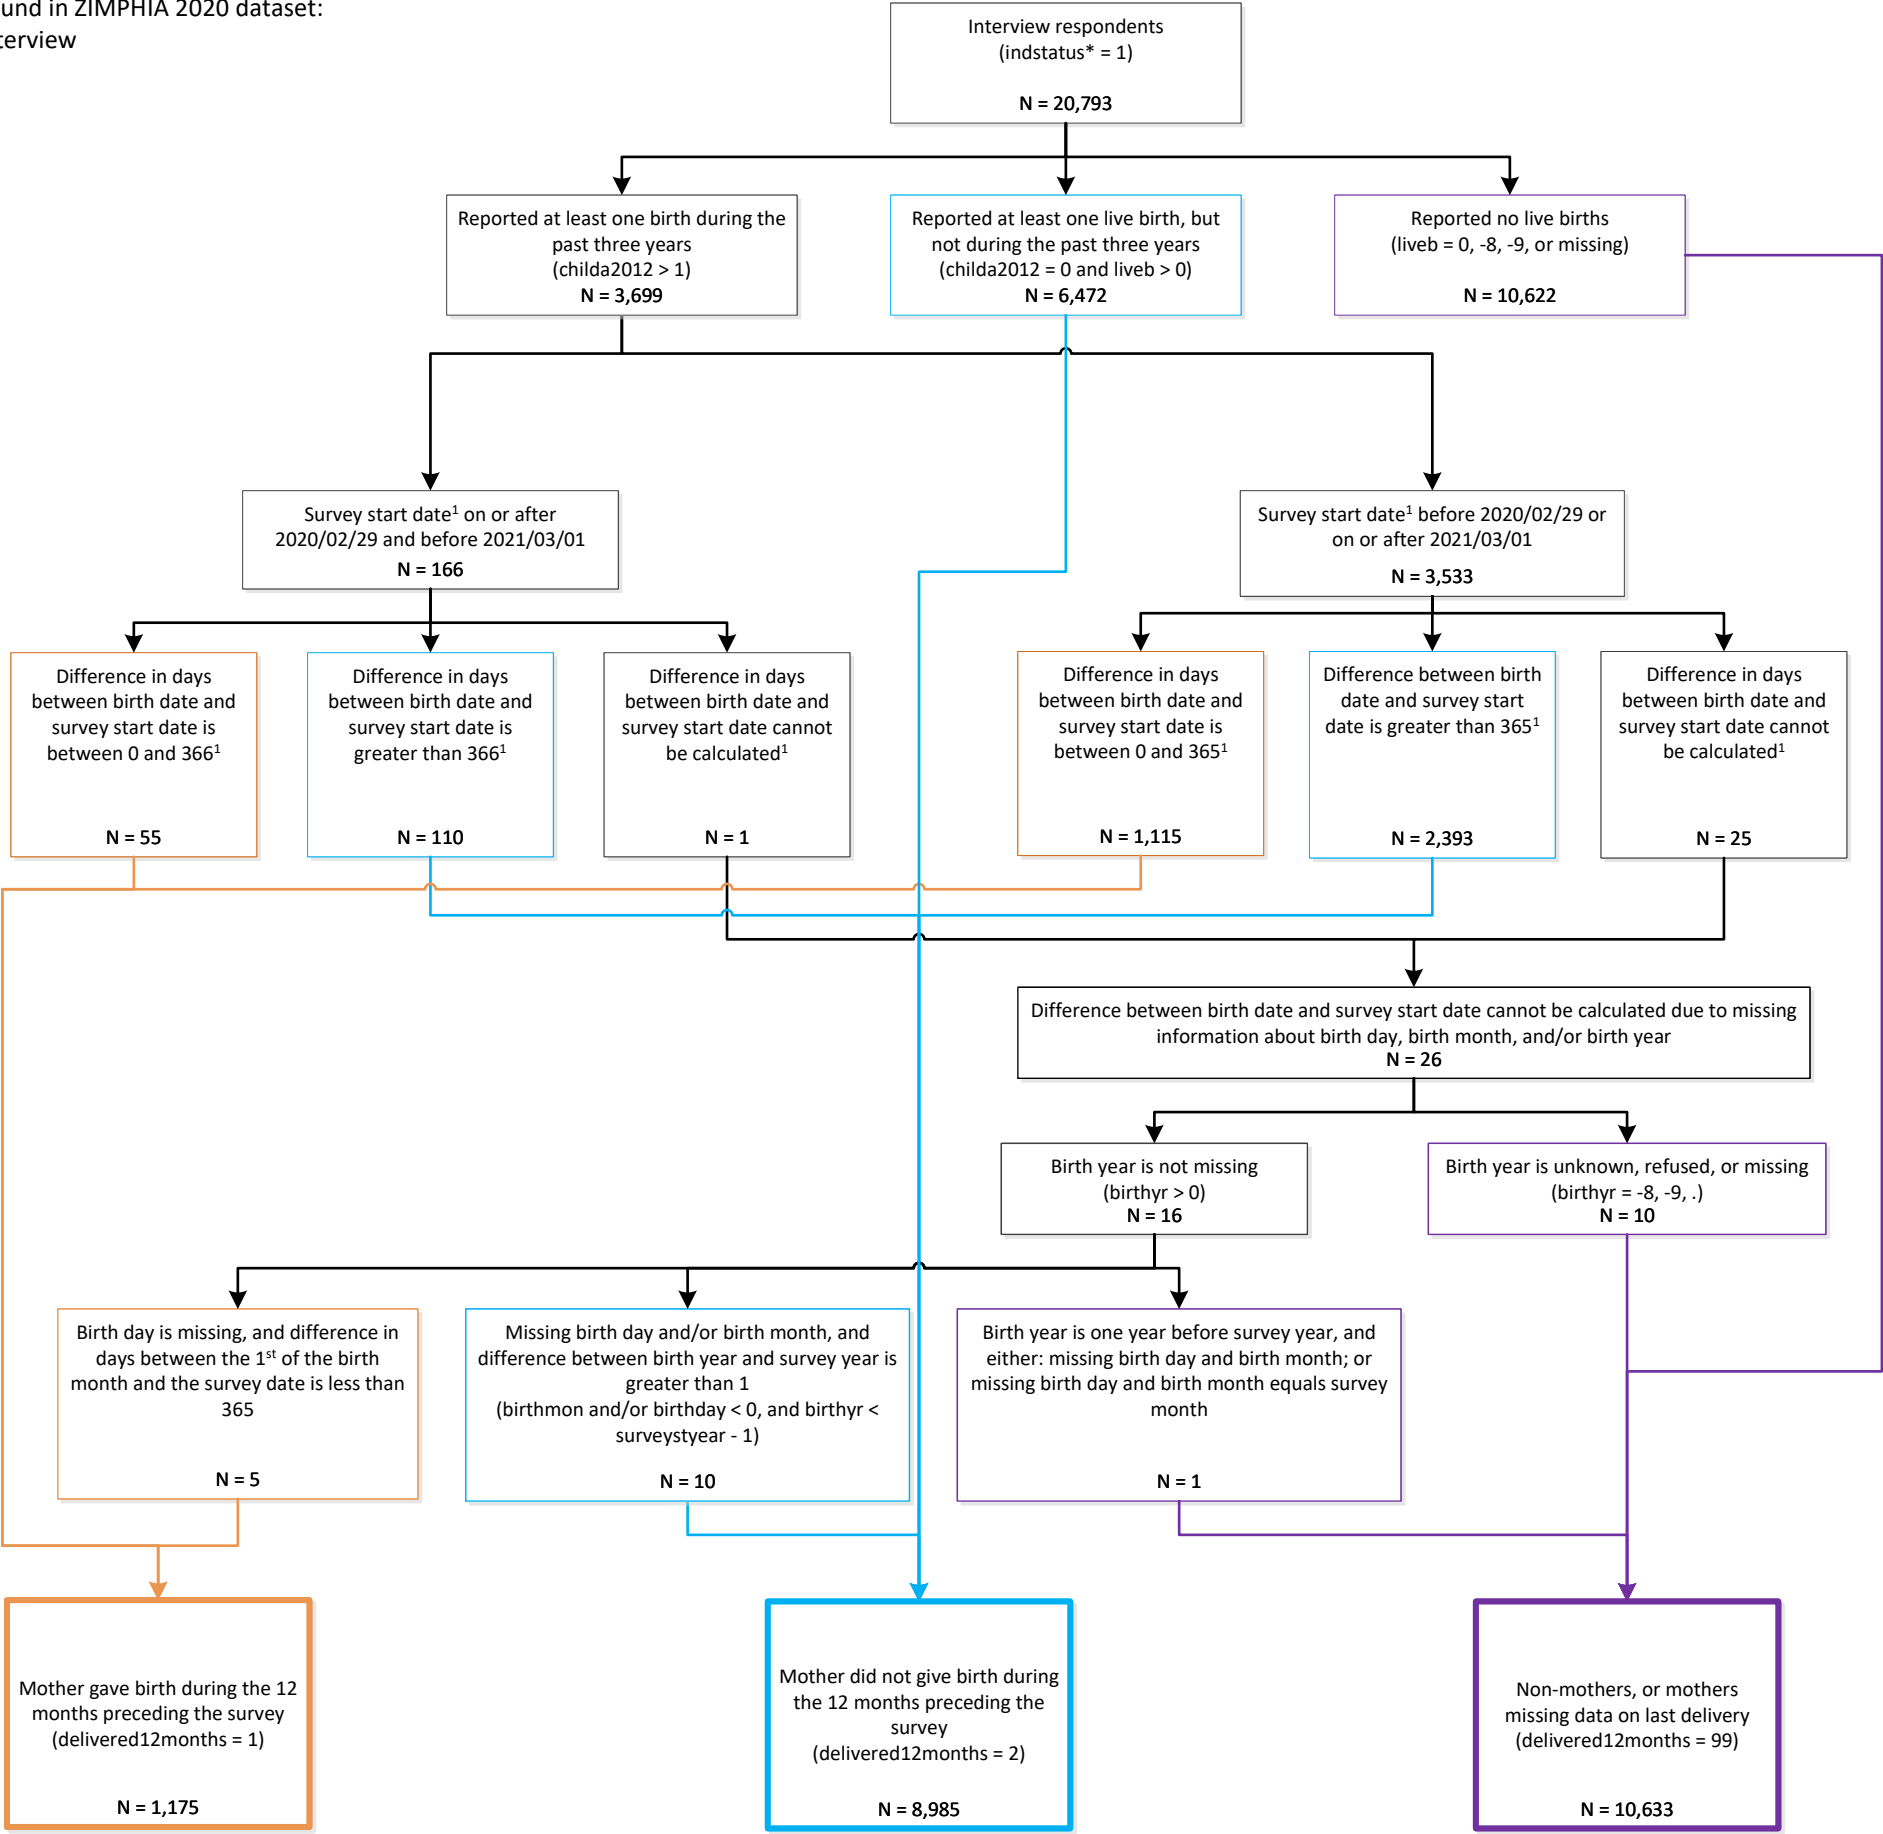 und in ZIMPHIA 2020 dataset:
terview
Interview respondents
(indstatus* = 1)
N = 20,793
Reported at least one birth during the
past three years
(childa2012 > 1)
N = 3,699
Reported at least one live birth, but
not during the past three years
(childa2012 = 0 and liveb > 0)
N = 6,472
Reported no live births
(liveb = 0, -8, -9, or missing)
N = 10,622
Survey start date¹ on or after
2020/02/29 and before 2021/03/01
N = 166
Survey start date¹ before 2020/02/29 or
on or after 2021/03/01
N = 3,533
Difference in days
between birth date and
survey start date is
between 0 and 366¹
N = 55
Difference in days
between birth date and
survey start date is
greater than 366¹
N = 110
Difference in days
between birth date and
survey start date cannot
be calculated¹
N = 1
Difference in days
between birth date and
survey start date is
between 0 and 365¹
N = 1,115
Difference between birth
date and survey start
date is greater than 365¹
N = 2,393
Difference in days
between birth date and
survey start date cannot
be calculated¹
N = 25
Difference between birth date and survey start date cannot be calculated due to missing
information about birth day, birth month, and/or birth year
N = 26
Birth year is not missing
(birthyr > 0)
N = 16
Birth year is unknown, refused, or missing
(birthyr = -8, -9, .)
N = 10
Birth day is missing, and difference in
days between the 1st of the birth
month and the survey date is less than
365
N = 5
Missing birth day and/or birth month, and
difference between birth year and survey year is
greater than 1
(birthmon and/or birthday < 0, and birthyr <
surveystyear - 1)
N = 10
Birth year is one year before survey year, and
either: missing birth day and birth month; or
missing birth day and birth month equals survey
month
N = 1
Mother gave birth during the 12
months preceding the survey
(delivered12months = 1)
N = 1,175
Mother did not give birth during
the 12 months preceding the
survey
(delivered12months = 2)
N = 8,985
Non-mothers, or mothers
missing data on last delivery
(delivered12months = 99)
N = 10,633